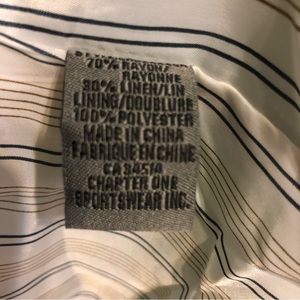 70% RAYON/
RAYONNE
30% LINEN/LIN
LINING/DOUBLURE
100% POLYESTER
MADE IN CHINA
FABRIQUE EN CHINE
CA 34514
CHAPTER ONE
SPORTSWEAR INC.